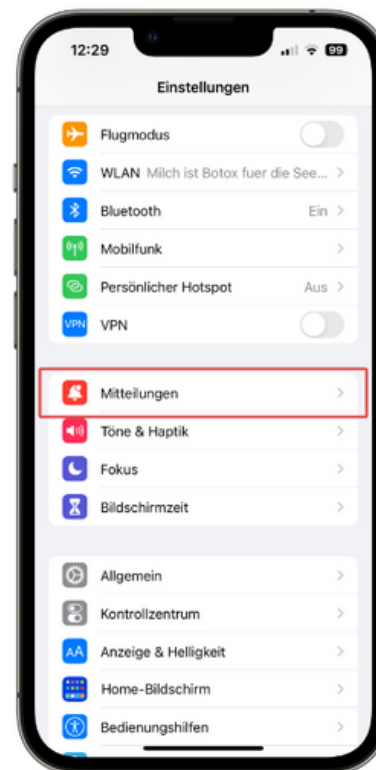 12:29 99
Einstellungen
Flugmodus
WLAN Milch ist Botox fuer die See... >
Bluetooth Ein >
Mobilfunk >
Persönlicher Hotspot Aus >
VPN VPN
Mitteilungen >
Töne & Haptik >
Fokus >
Bildschirmzeit >
Allgemein >
Kontrollzentrum >
AA Anzeige & Helligkeit >
Home-Bildschirm >
Bedienungshilfen >